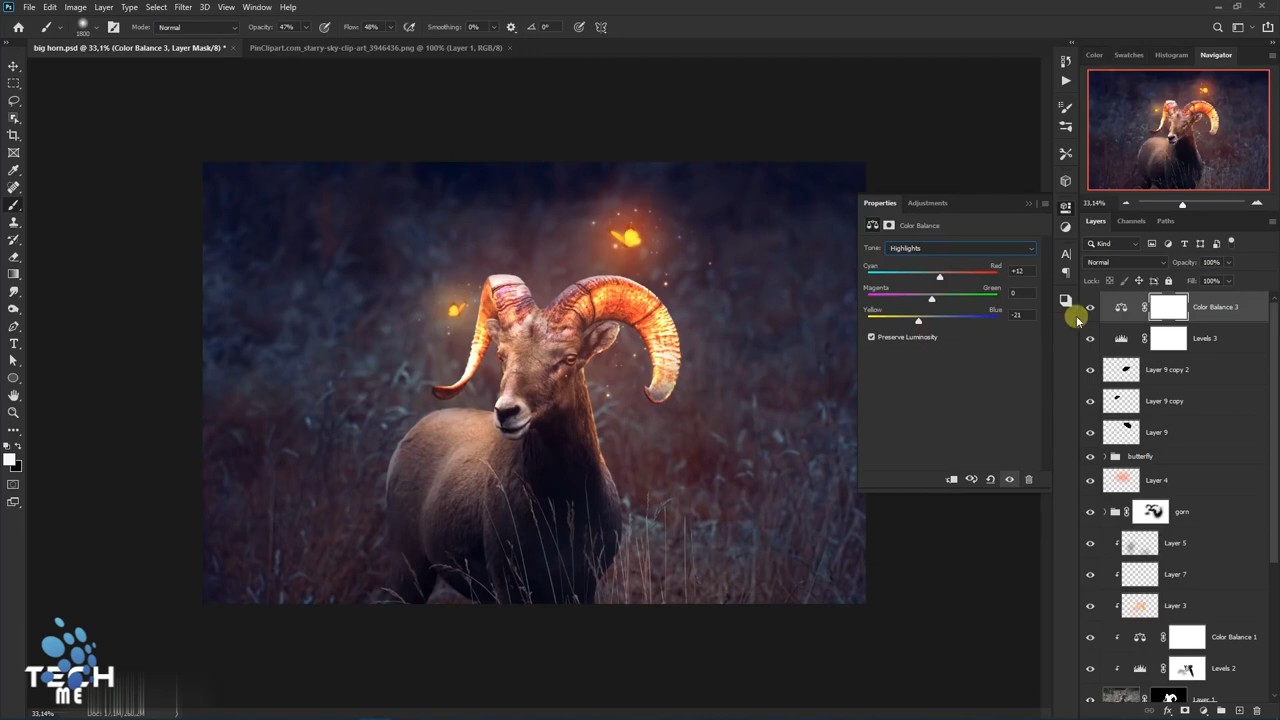 Ps File Edit Image Layer Type Select Filter 3D View Window Help
1800 Mode: Normal Opacity: 47% Flow: 48% Smoothing: 0% 0°
big horn.psd @ 33,1% (Color Balance 3, Layer Mask/8) * × PinClipart.com_starry-sky-clip-art_3946436.png @ 100% (Layer 1, RGB/8) ×
Color Swatches Histogram Navigator
33,14%
Properties Adjustments
Color Balance
Tone: Highlights
Cyan Red +12
Magenta Green 0
Yellow Blue -21
Preserve Luminosity
Layers Channels Paths
Kind
Normal Opacity: 100%
Lock: Fill: 100%
Color Balance 3
Levels 3
Layer 9 copy 2
Layer 9 copy
Layer 9
butterfly
Layer 4
gorn
Layer 5
Layer 7
Layer 3
Color Balance 1
Levels 2
Layer 1
fx
TECH
ME
33,14%